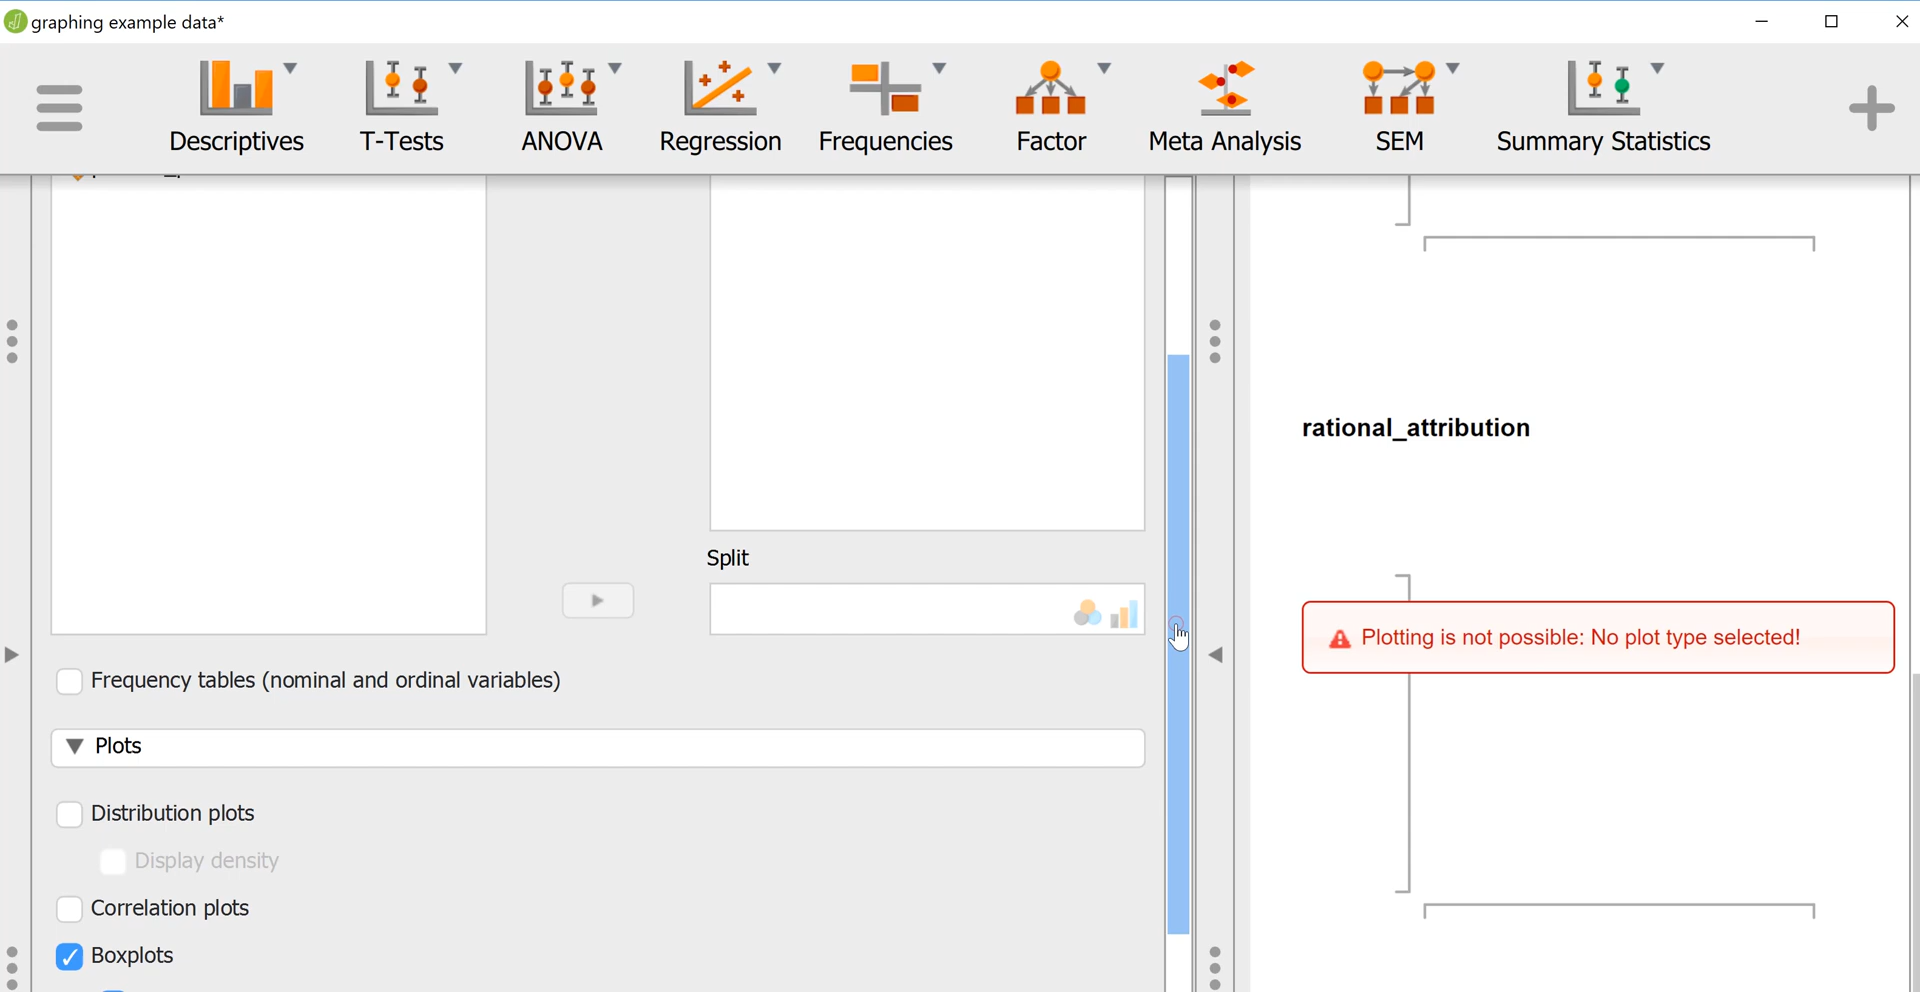 graphing example data*
Descriptives T-Tests ANOVA Regression Frequencies Factor Meta Analysis SEM Summary Statistics
rational_attribution
Split
Plotting is not possible: No plot type selected!
Frequency tables (nominal and ordinal variables)
Plots
Distribution plots
Display density
Correlation plots
Boxplots